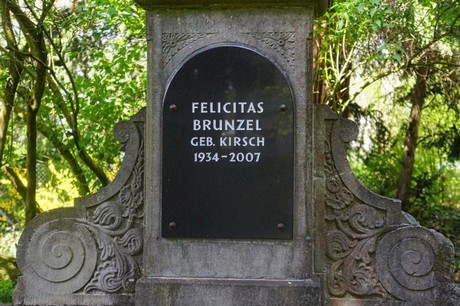 FELICITAS
BRUNZEL
GEB. KIRSCH
1934-2007